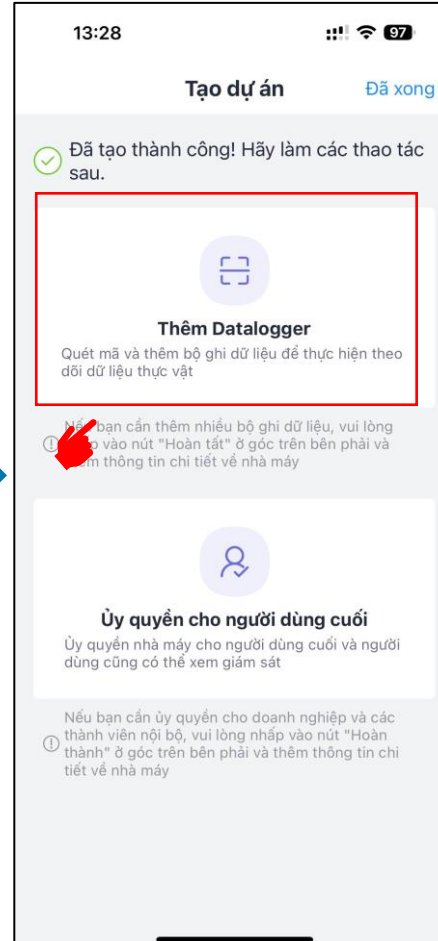 13:28
97
Tạo dự án
Đã xong
Đã tạo thành công! Hãy làm các thao tác
sau.
Thêm Datalogger
Quét mã và thêm bộ ghi dữ liệu để thực hiện theo
dõi dữ liệu thực vật
bạn cần thêm nhiều bộ ghi dữ liệu, vui lòng
vào nút "Hoàn tất" ở góc trên bên phải và
thông tin chi tiết về nhà máy
Ủy quyền cho người dùng cuối
Ủy quyền nhà máy cho người dùng cuối và người
dùng cũng có thể xem giám sát
Nếu bạn cần ủy quyền cho doanh nghiệp và các
thành viên nội bộ, vui lòng nhấp vào nút "Hoàn
thành" ở góc trên bên phải và thêm thông tin chi
tiết về nhà máy